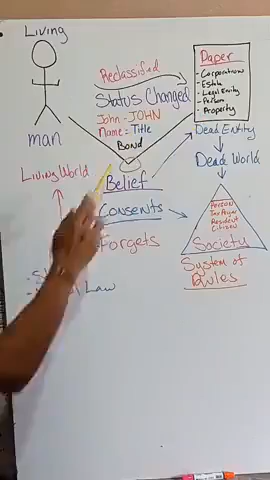 Living
man
Reclassified
Status Changed
John - JOHN
Name = Title
Bond
Paper
- Corporations
- Estate
- Legal Entity
- Person
- Property
Dead Entity
Dead World
Living World
Belief
Consents
Forgets
Law
PERSON
Tax Payer
Resident
Citizen
Society
System of
Rules